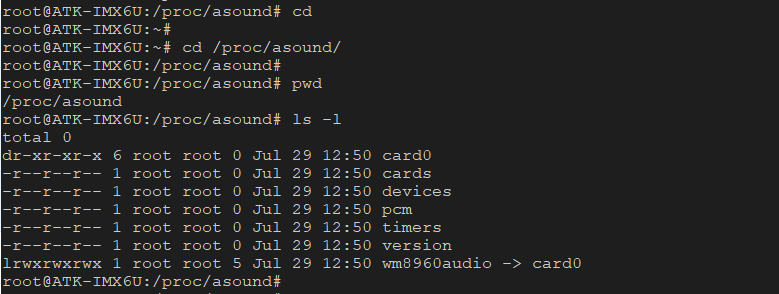 root@ATK-IMX6U:/proc/asound# cd
root@ATK-IMX6U:~#
root@ATK-IMX6U:~# cd /proc/asound/
root@ATK-IMX6U:/proc/asound#
root@ATK-IMX6U:/proc/asound# pwd
/proc/asound
root@ATK-IMX6U:/proc/asound# ls -l
total 0
dr-xr-xr-x 6 root root 0 Jul 29 12:50 card0
-r--r--r-- 1 root root 0 Jul 29 12:50 cards
-r--r--r-- 1 root root 0 Jul 29 12:50 devices
-r--r--r-- 1 root root 0 Jul 29 12:50 pcm
-r--r--r-- 1 root root 0 Jul 29 12:50 timers
-r--r--r-- 1 root root 0 Jul 29 12:50 version
lrwxrwxrwx 1 root root 5 Jul 29 12:50 wm8960audio -> card0
root@ATK-IMX6U:/proc/asound#